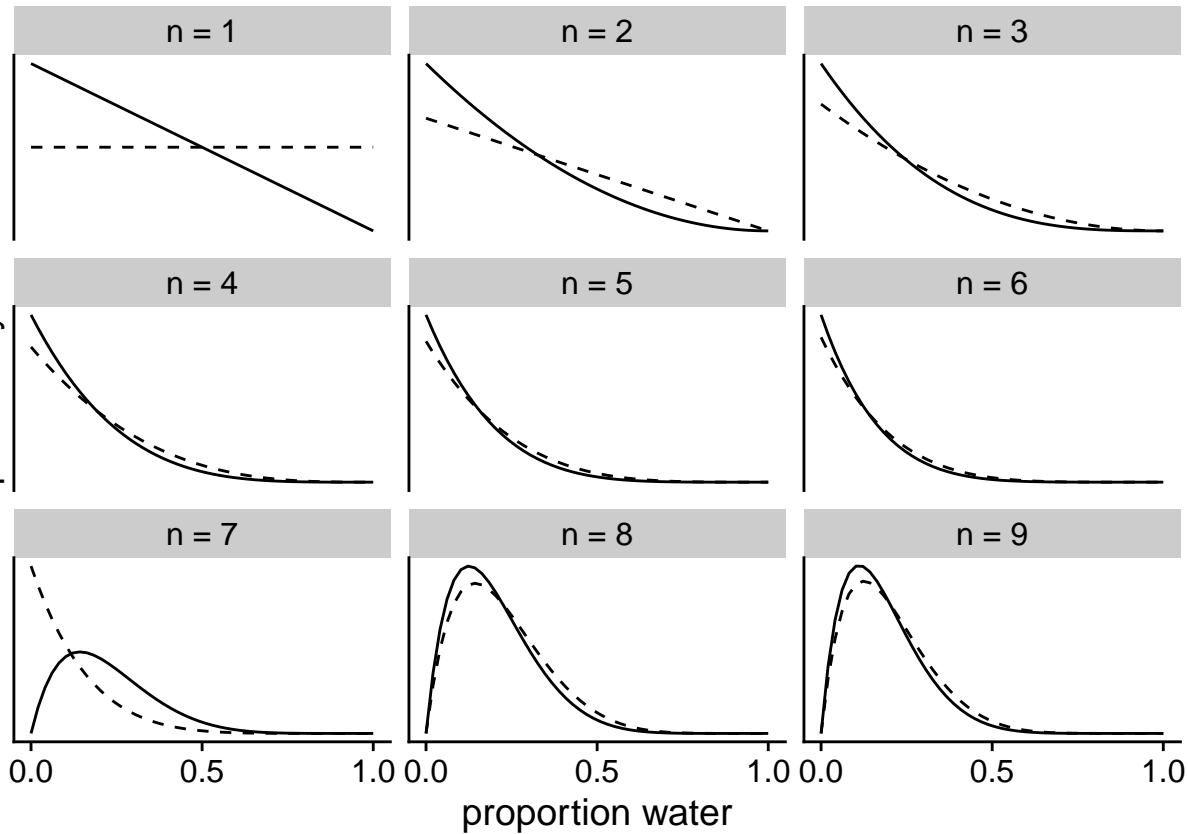 n = 1
n = 2
n = 3
n = 4
n = 5
n = 6
n = 7
n = 8
n = 9
0.0
0.5
1.0
0.0
0.5
1.0
0.0
0.5
1.0
proportion water